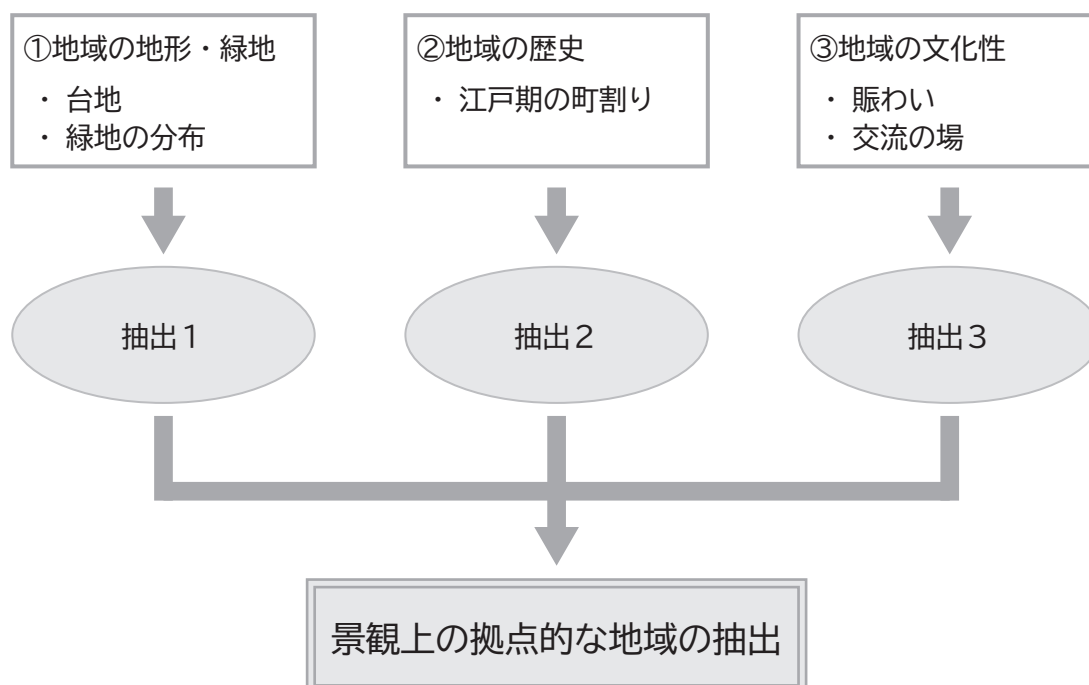 ①地域の地形・緑地
・ 台地
・ 緑地の分布
②地域の歴史
・ 江戸期の町割り
③地域の文化性
・ 賑わい
・ 交流の場
抽出1
抽出2
抽出3
景観上の拠点的な地域の抽出